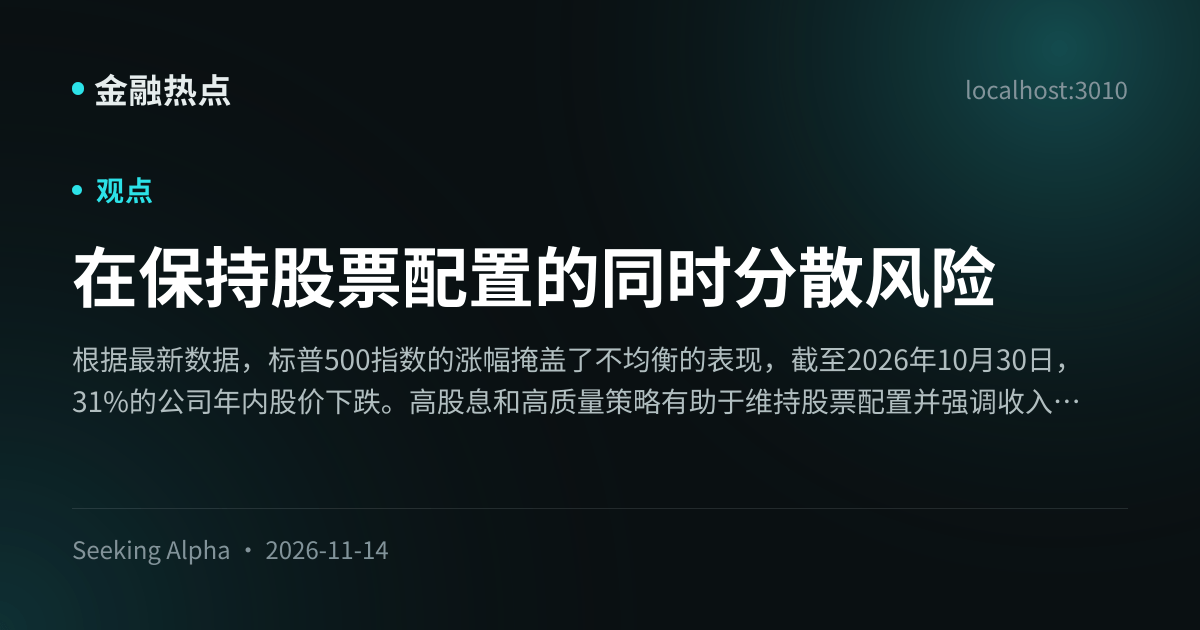 金融热点
localhost:3010
观点
在保持股票配置的同时分散风险
根据最新数据，标普500指数的涨幅掩盖了不均衡的表现，截至2026年10月30日，
31%的公司年内股价下跌。高股息和高质量策略有助于维持股票配置并强调收入…
Seeking Alpha • 2026-11-14